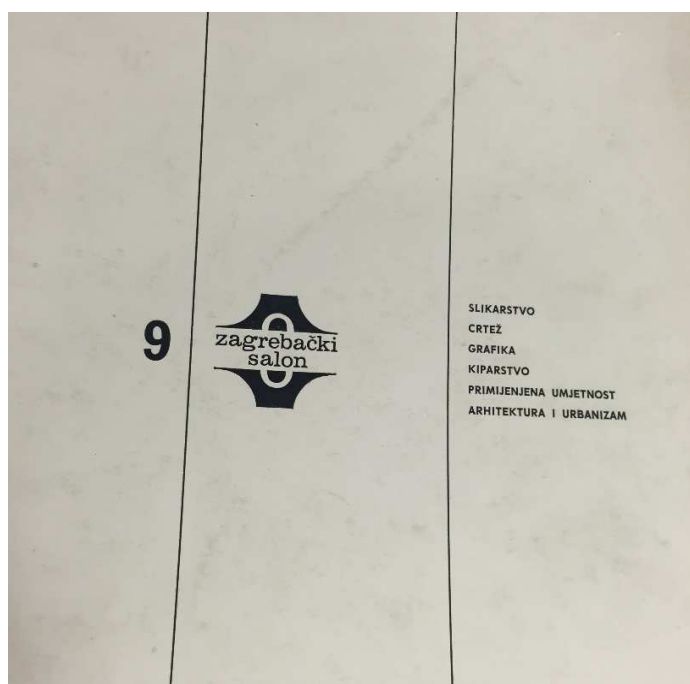 9
zagrebački
salon
SLIKARSTVO
CRTEŽ
GRAFIKA
KIPARSTVO
PRIMIJENJENA UMJETNOST
ARHITEKTURA I URBANIZAM